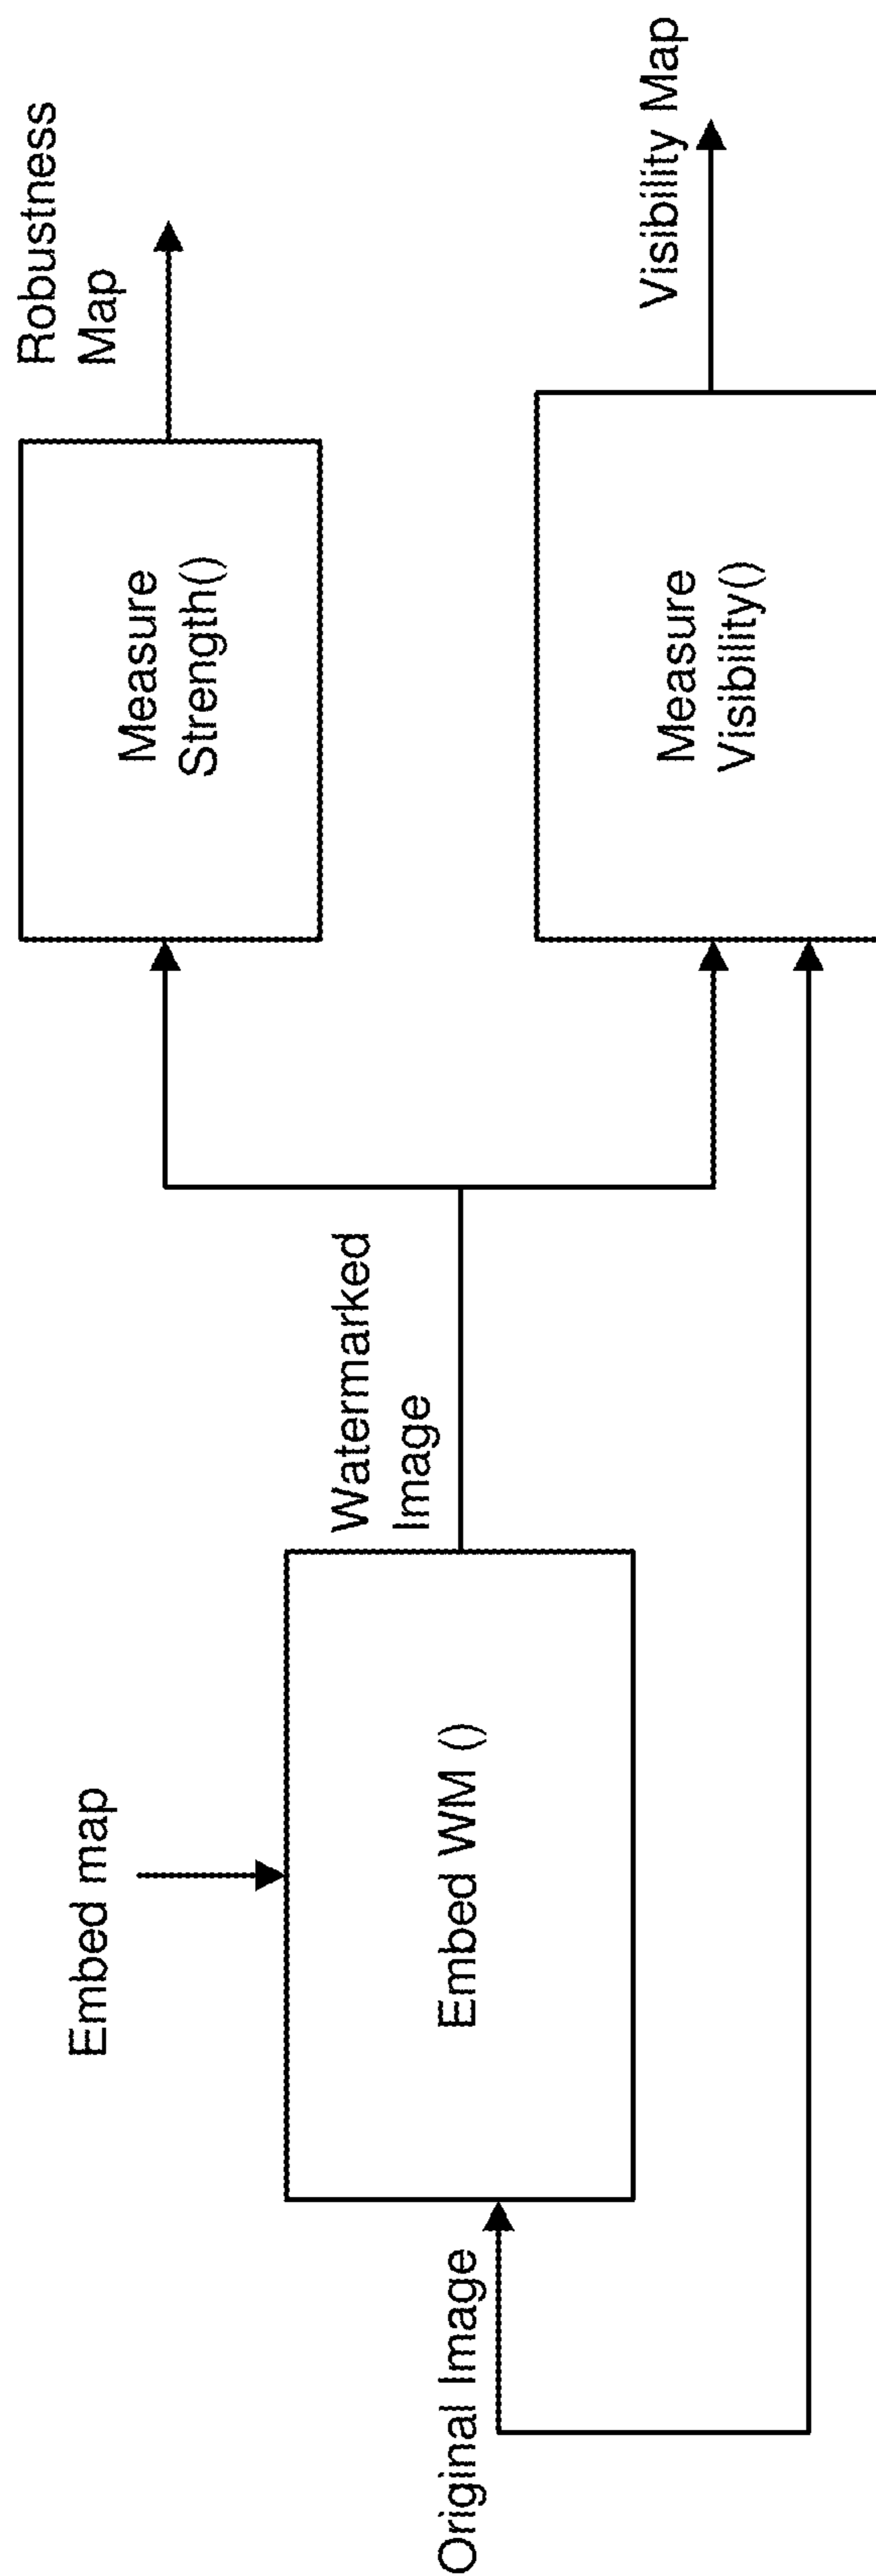 Original Image
Embed map
Embed WM ()
Watermarked
Image
Measure
Strength()
Robustness
Map
Measure
Visibility()
Visibility Map